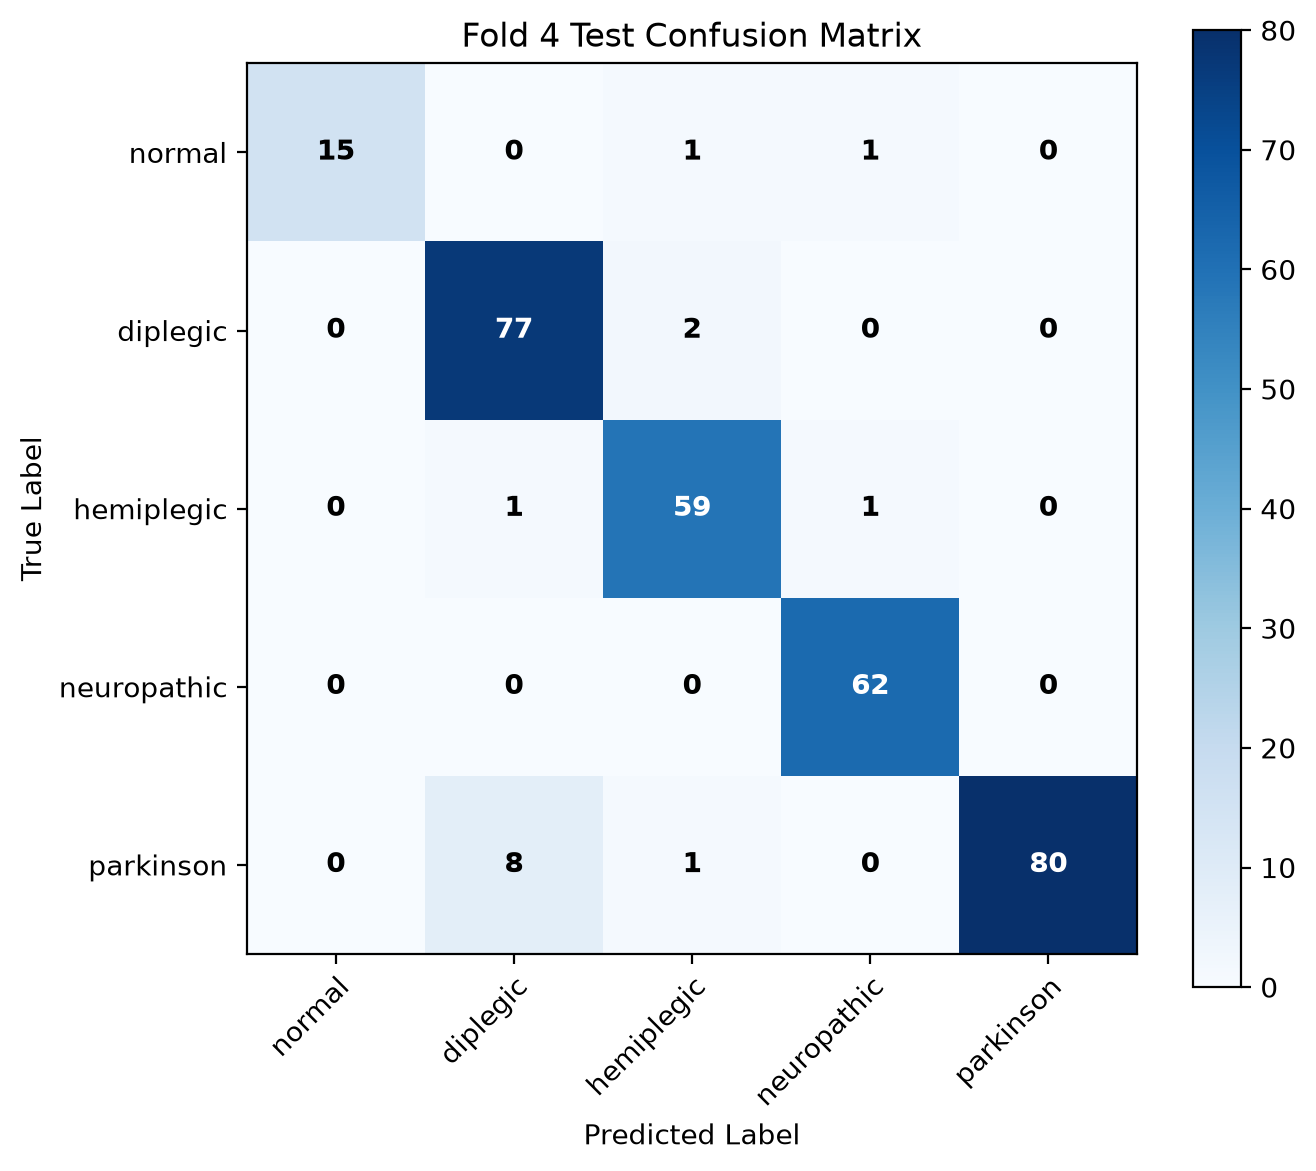 Fold 4 Test Confusion Matrix
True Label
normal 15 0 1 1 0
diplegic 0 77 2 0 0
hemiplegic 0 1 59 1 0
neuropathic 0 0 0 62 0
parkinson 0 8 1 0 80
normal diplegic hemiplegic neuropathic parkinson
Predicted Label
80
70
60
50
40
30
20
10
0